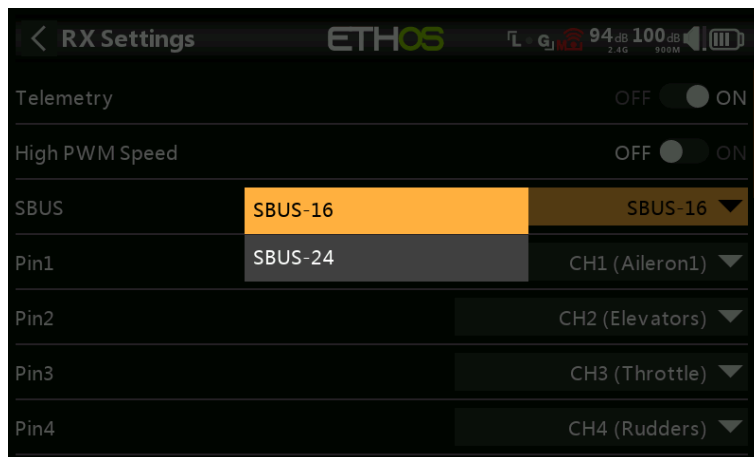 RX Settings
ETHOS
L G M 94dB 2.4G 100dB 900M
Telemetry OFF ON
High PWM Speed OFF ON
SBUS SBUS-16
SBUS-16
SBUS-24
Pin1 CH1 (Aileron1)
Pin2 CH2 (Elevators)
Pin3 CH3 (Throttle)
Pin4 CH4 (Rudders)